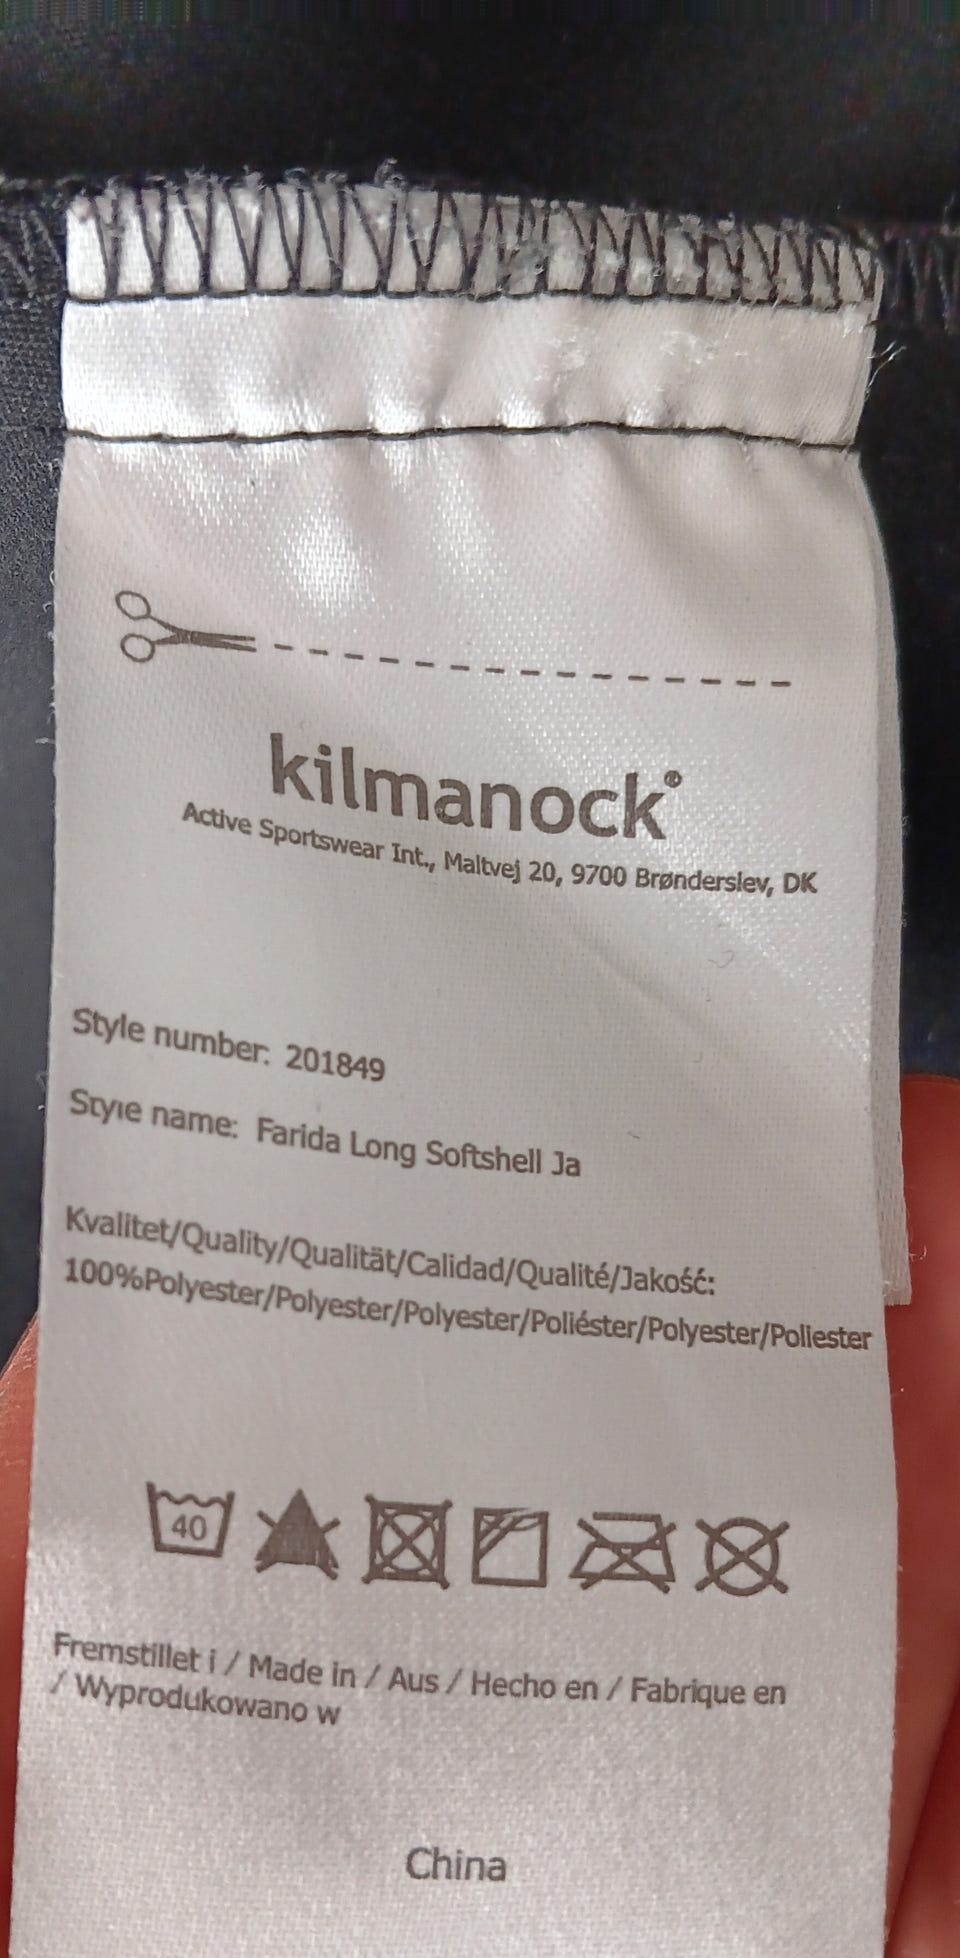 kilmanock®
Active Sportswear Int., Maltvej 20, 9700 Brønderslev, DK
Style number: 201849
Style name: Farida Long Softshell Ja
Kvalitet/Quality/Qualität/Calidad/Qualité/Jakość:
100%Polyester/Polyester/Polyester/Poliéster/Polyester/Poliester
40
Fremstillet i / Made in / Aus / Hecho en / Fabrique en
/ Wyprodukowano w
China